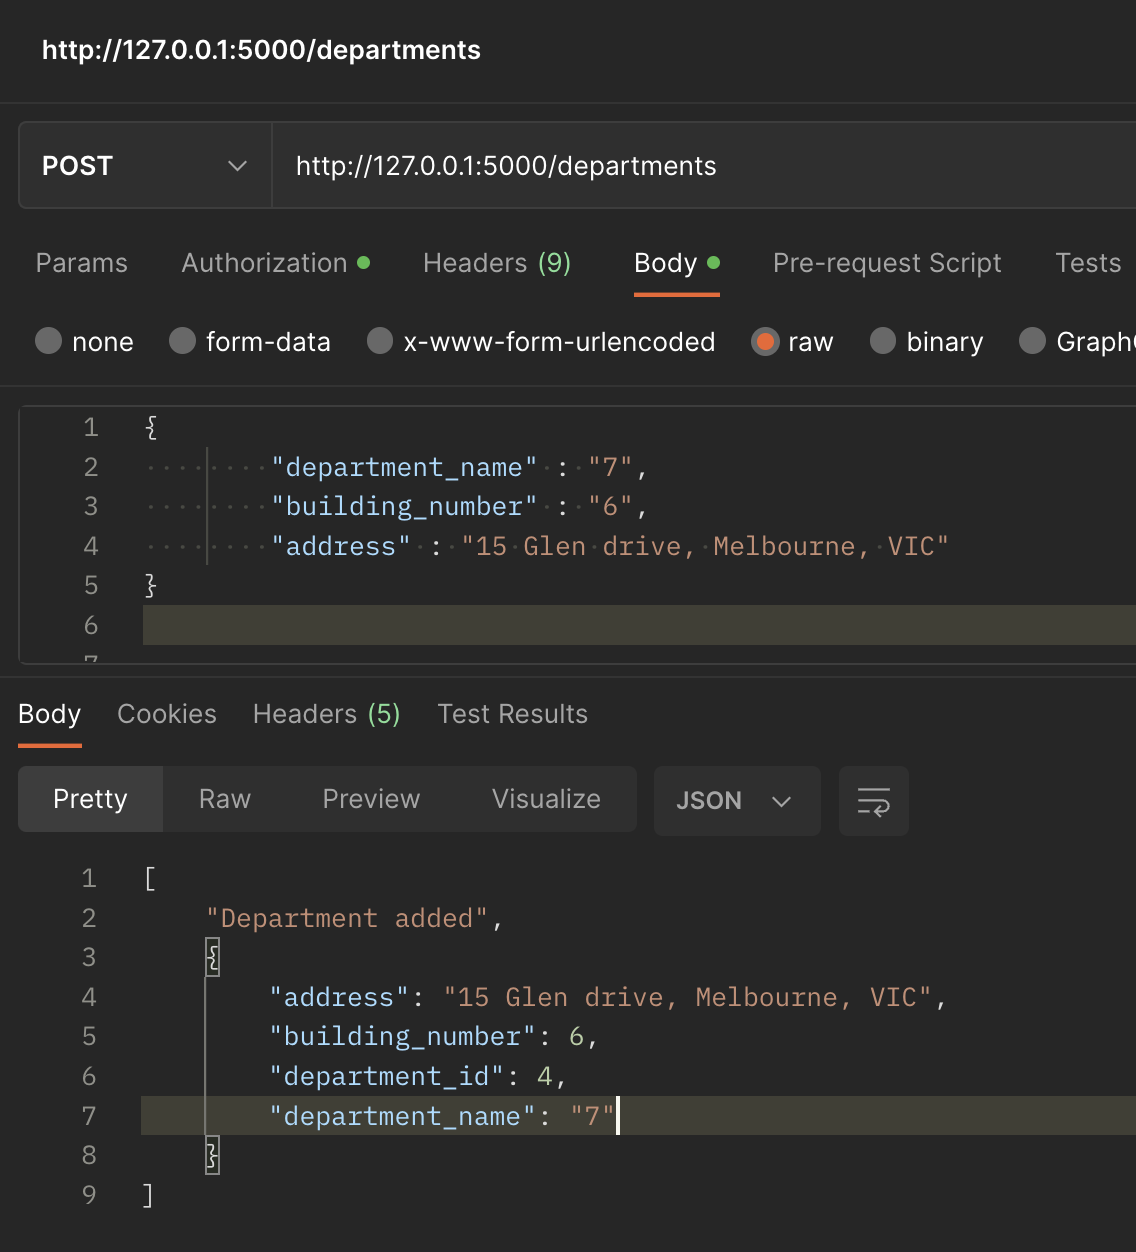 http://127.0.0.1:5000/departments
POST http://127.0.0.1:5000/departments
Params Authorization Headers (9) Body Pre-request Script Tests
none form-data x-www-form-urlencoded raw binary
1 {
2 "department_name" : "7",
3 "building_number" : "6",
4 "address" : "15 Glen drive, Melbourne, VIC"
5 }
6
7
Body Cookies Headers (5) Test Results
Pretty Raw Preview Visualize JSON
1 [
2 "Department added",
3 {
4 "address": "15 Glen drive, Melbourne, VIC",
5 "building_number": 6,
6 "department_id": 4,
7 "department_name": "7"
8 }
9 ]